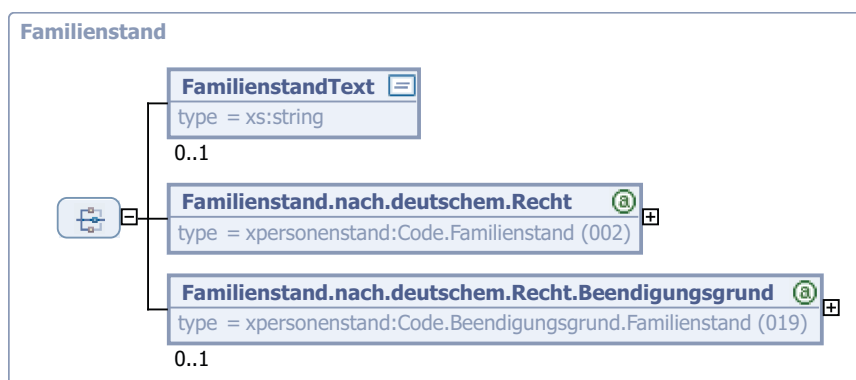 Familienstand
FamilienstandText
type = xs:string
0..1
Familienstand.nach.deutschem.Recht
type = xpersonenstand:Code.Familienstand (002)
Familienstand.nach.deutschem.Recht.Beendigungsgrund
type = xpersonenstand:Code.Beendigungsgrund.Familienstand (019)
0..1